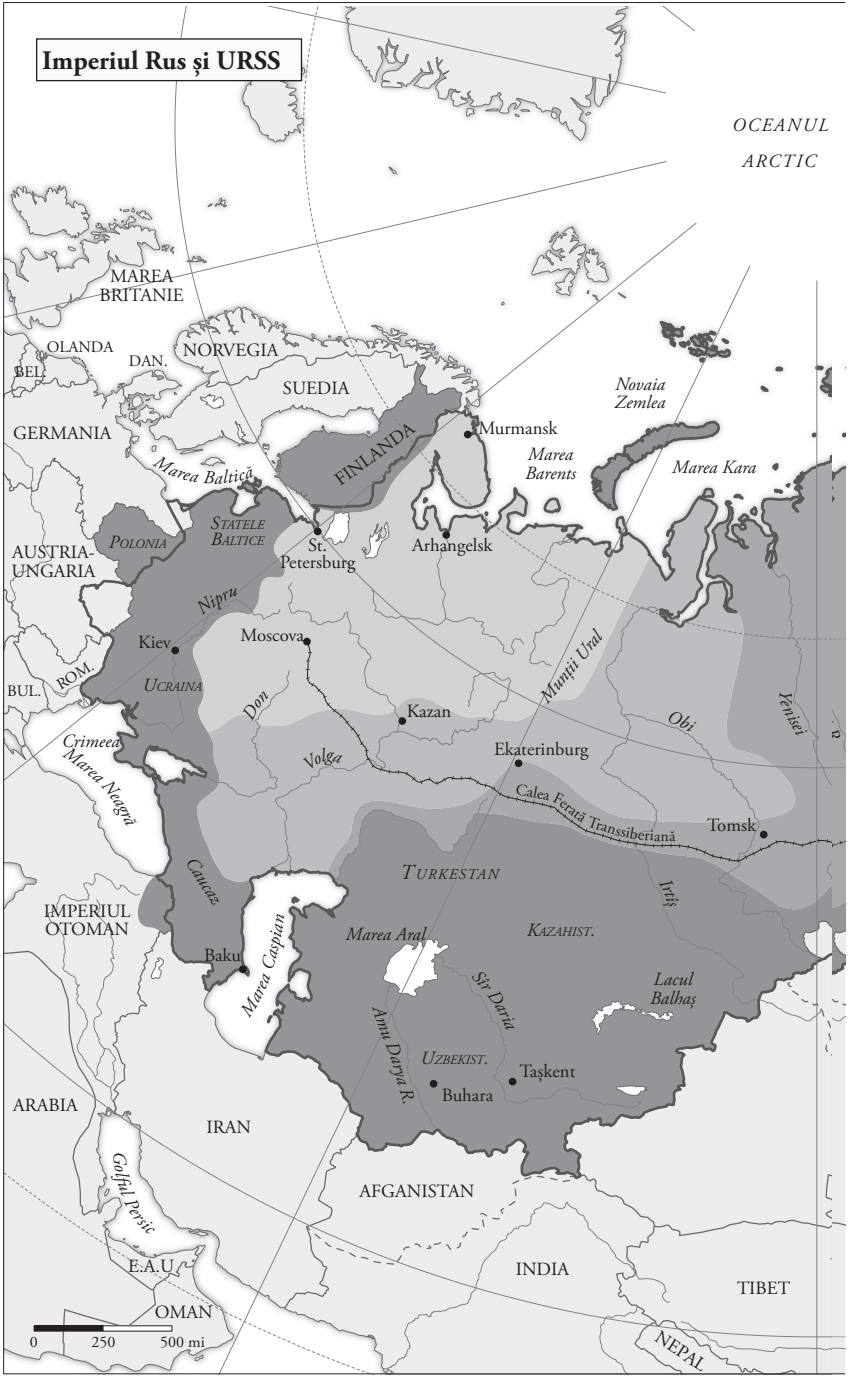 Imperiul Rus și URSS
OCEANUL
ARCTIC
MAREA
BRITANIE
OLANDA
BEL.
DAN.
NORVEGIA
SUEDIA
GERMANIA
FINLANDA
Murmansk
Novaia
Zemlea
Marea
Barents
Marea Kara
Marea Baltică
STATELE
BALTICE
POLONIA
St.
Petersburg
Arhangelsk
AUSTRIA-
UNGARIA
Nipru
Kiev
Moscova
UCRAINA
ROM.
BUL.
Don
Kazan
Munții Ural
Obi
Yenisei
Crimeea
Marea Neagră
Volga
Ekaterinburg
Calea Ferată Transsiberiană
Tomsk
Caucaz
TURKESTAN
Irtîș
IMPERIUL
OTOMAN
Marea Aral
KAZAHIST.
Baku
Marea Caspian
Sîr Daria
Lacul
Balhaș
Amu Darya R.
UZBEKIST.
Tașkent
Buhara
ARABIA
IRAN
Golful Persic
AFGANISTAN
E.A.U
INDIA
TIBET
OMAN
NEPAL
0 250 500 mi